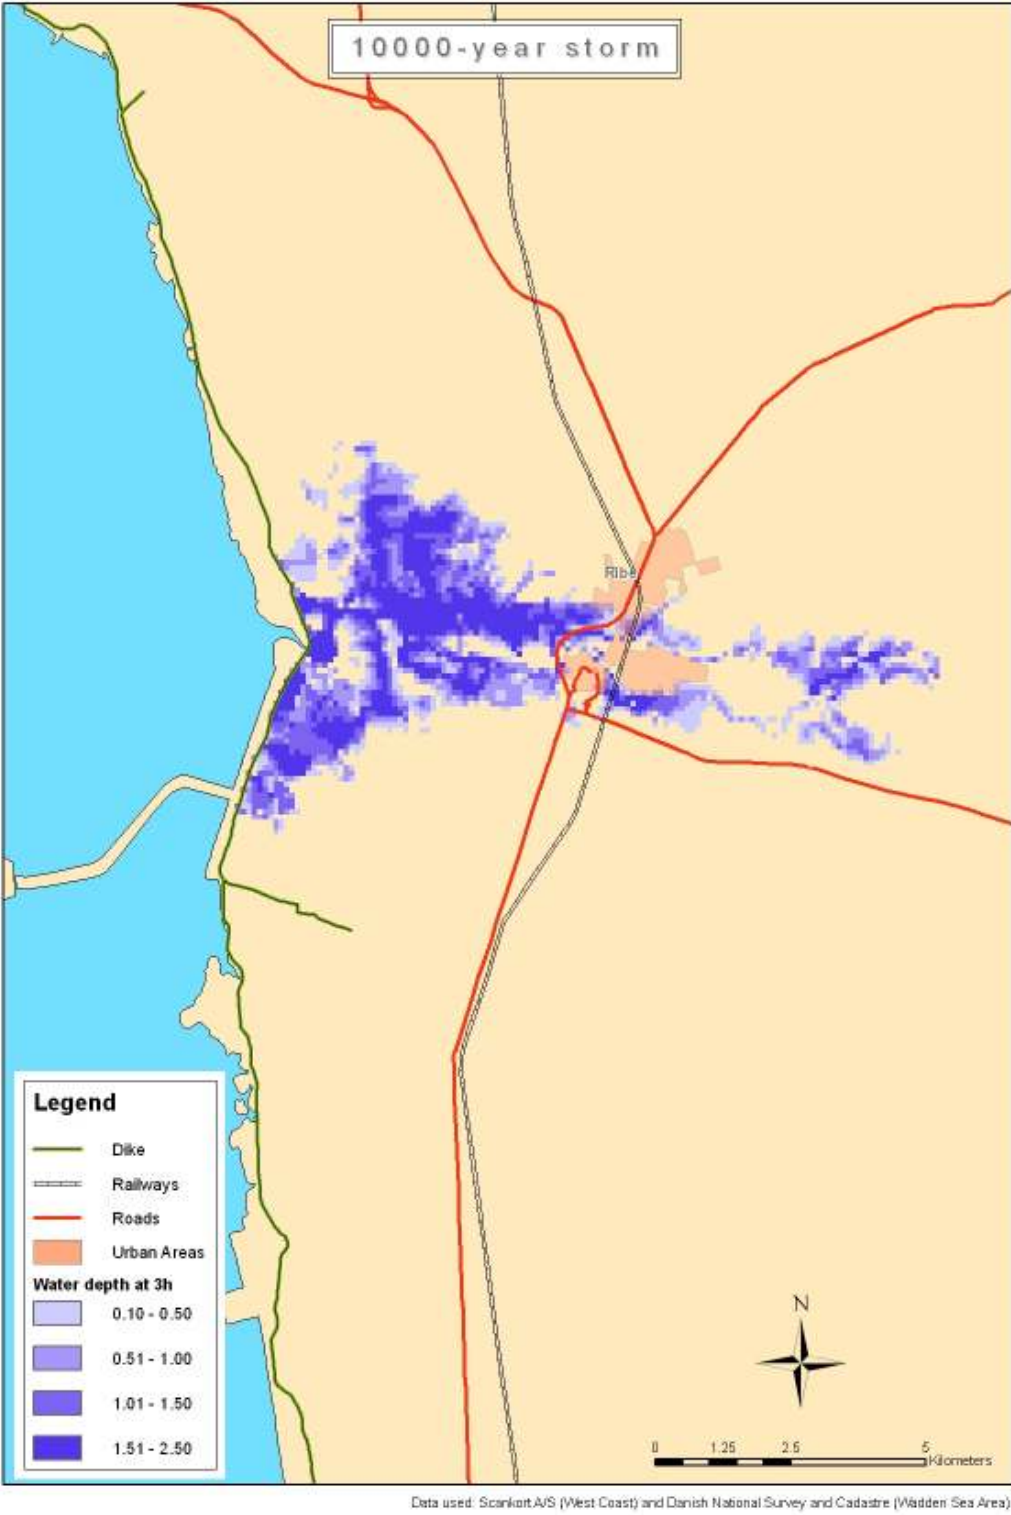 10000-year storm
Ribe
Legend
Dike
Railways
Roads
Urban Areas
Water depth at 3h
0.10 - 0.50
0.51 - 1.00
1.01 - 1.50
1.51 - 2.50
N
0 1.25 2.5 5
Kilometers
Data used: Scankort A/S (West Coast) and Danish National Survey and Cadastre (Wadden Sea Area)